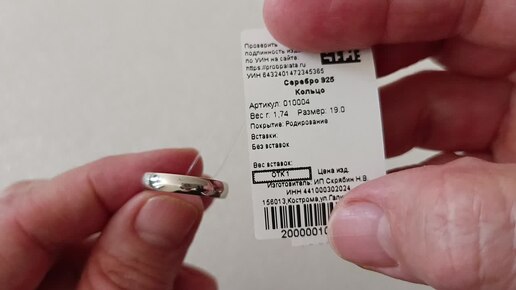 Проверить
подлинность изд
по УИН на сайте:
https://probpalata.ru
УИН 6432401472345365
Серебро 925
Кольцо
Артикул: 010004
Вес г. 1,74 Размер: 19.0
Покрытие: Родирование
Вставки:
Без вставок
Вес вставок:
ОТК1 Цена изд.
Изготовитель: ИП Скрябин Н.В.
ИНН 441000302024
156013,Кострома,ул
2000001